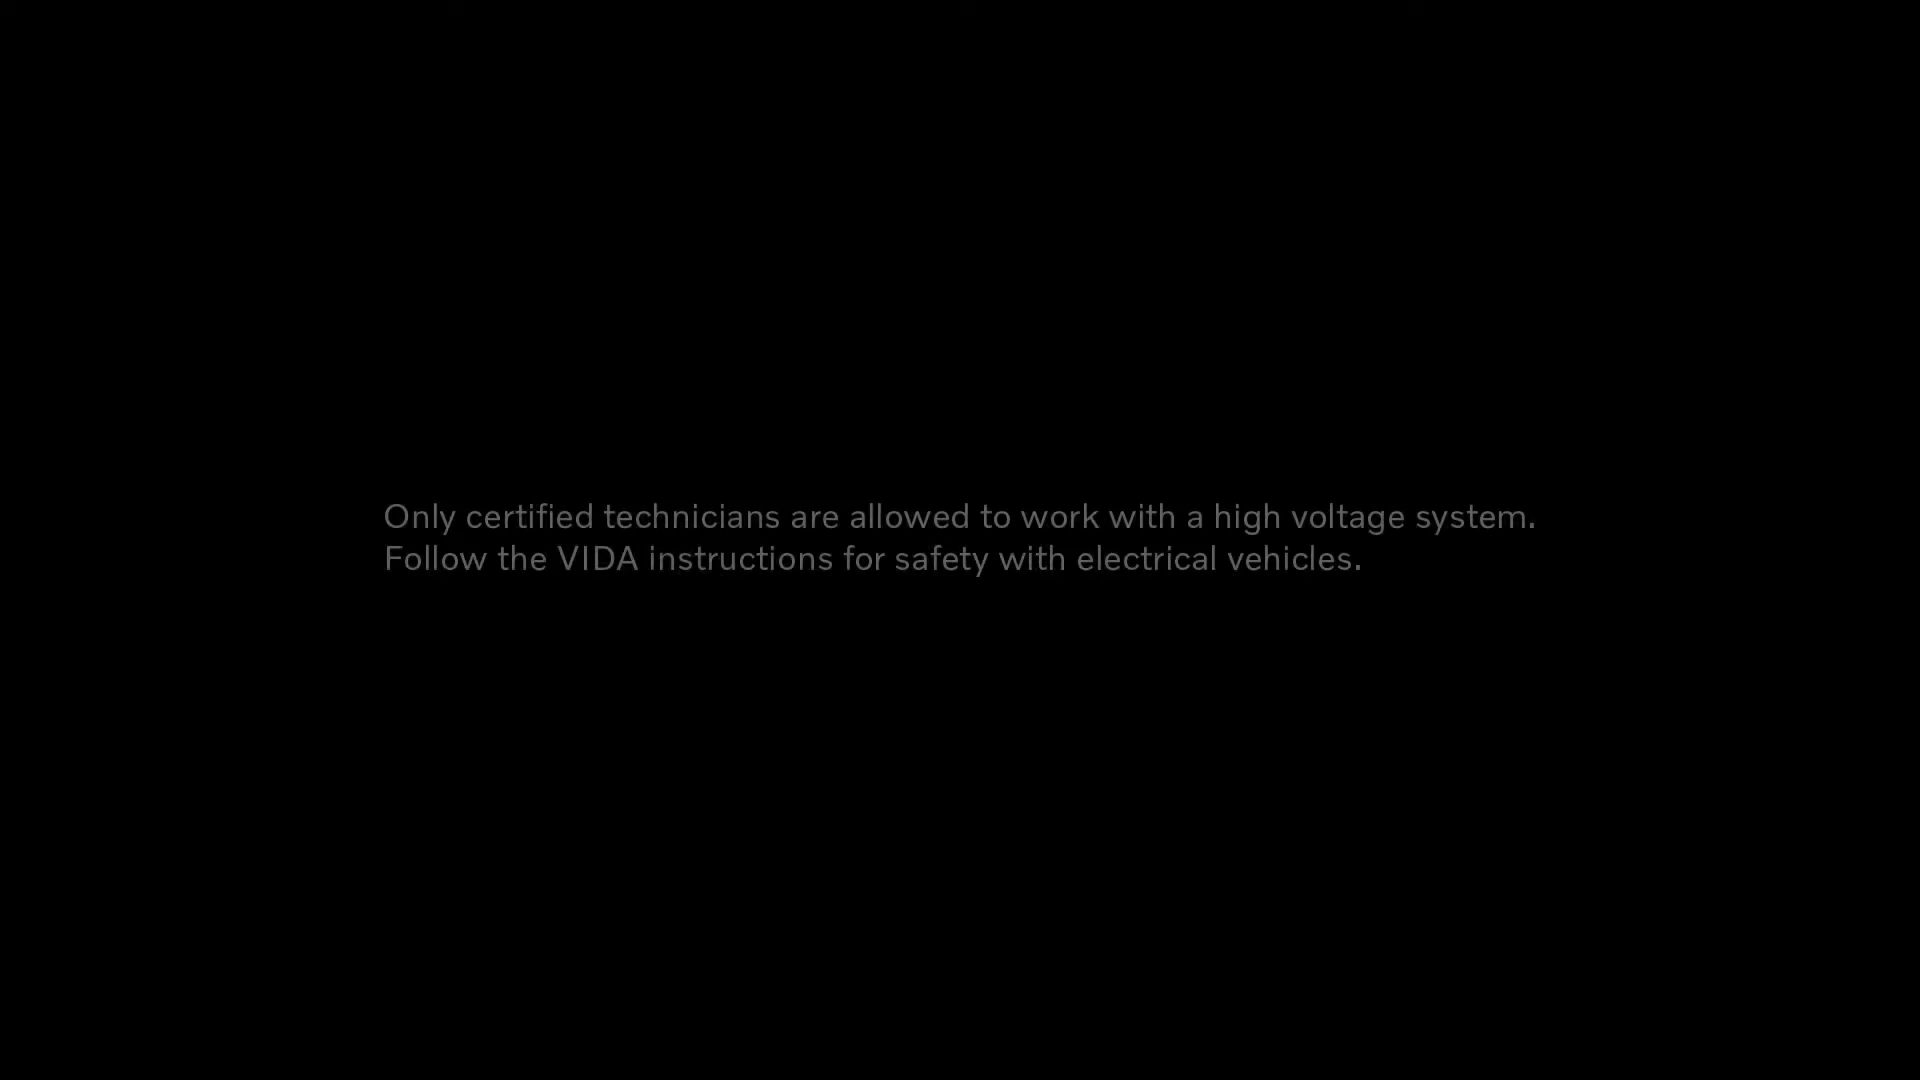 Only certified technicians are allowed to work with a high voltage system.
Follow the VIDA instructions for safety with electrical vehicles.